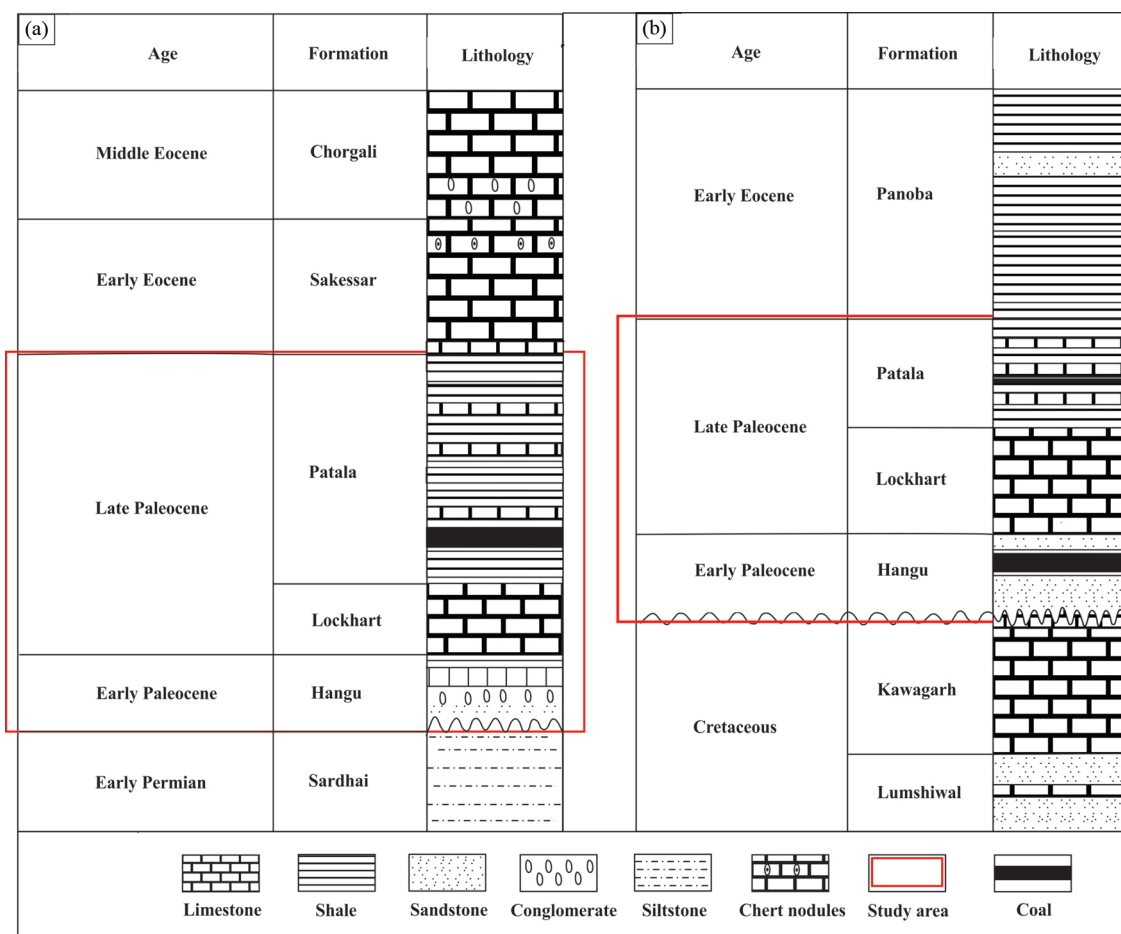 (a)
Age Formation Lithology
Middle Eocene Chorgali
Early Eocene Sakessar
Late Paleocene Patala
Lockhart
Early Paleocene Hangu
Early Permian Sardhai
(b)
Age Formation Lithology
Early Eocene Panoba
Late Paleocene Patala
Lockhart
Early Paleocene Hangu
Cretaceous Kawagarh
Lumshiwal
Limestone Shale Sandstone Conglomerate Siltstone Chert nodules Study area Coal